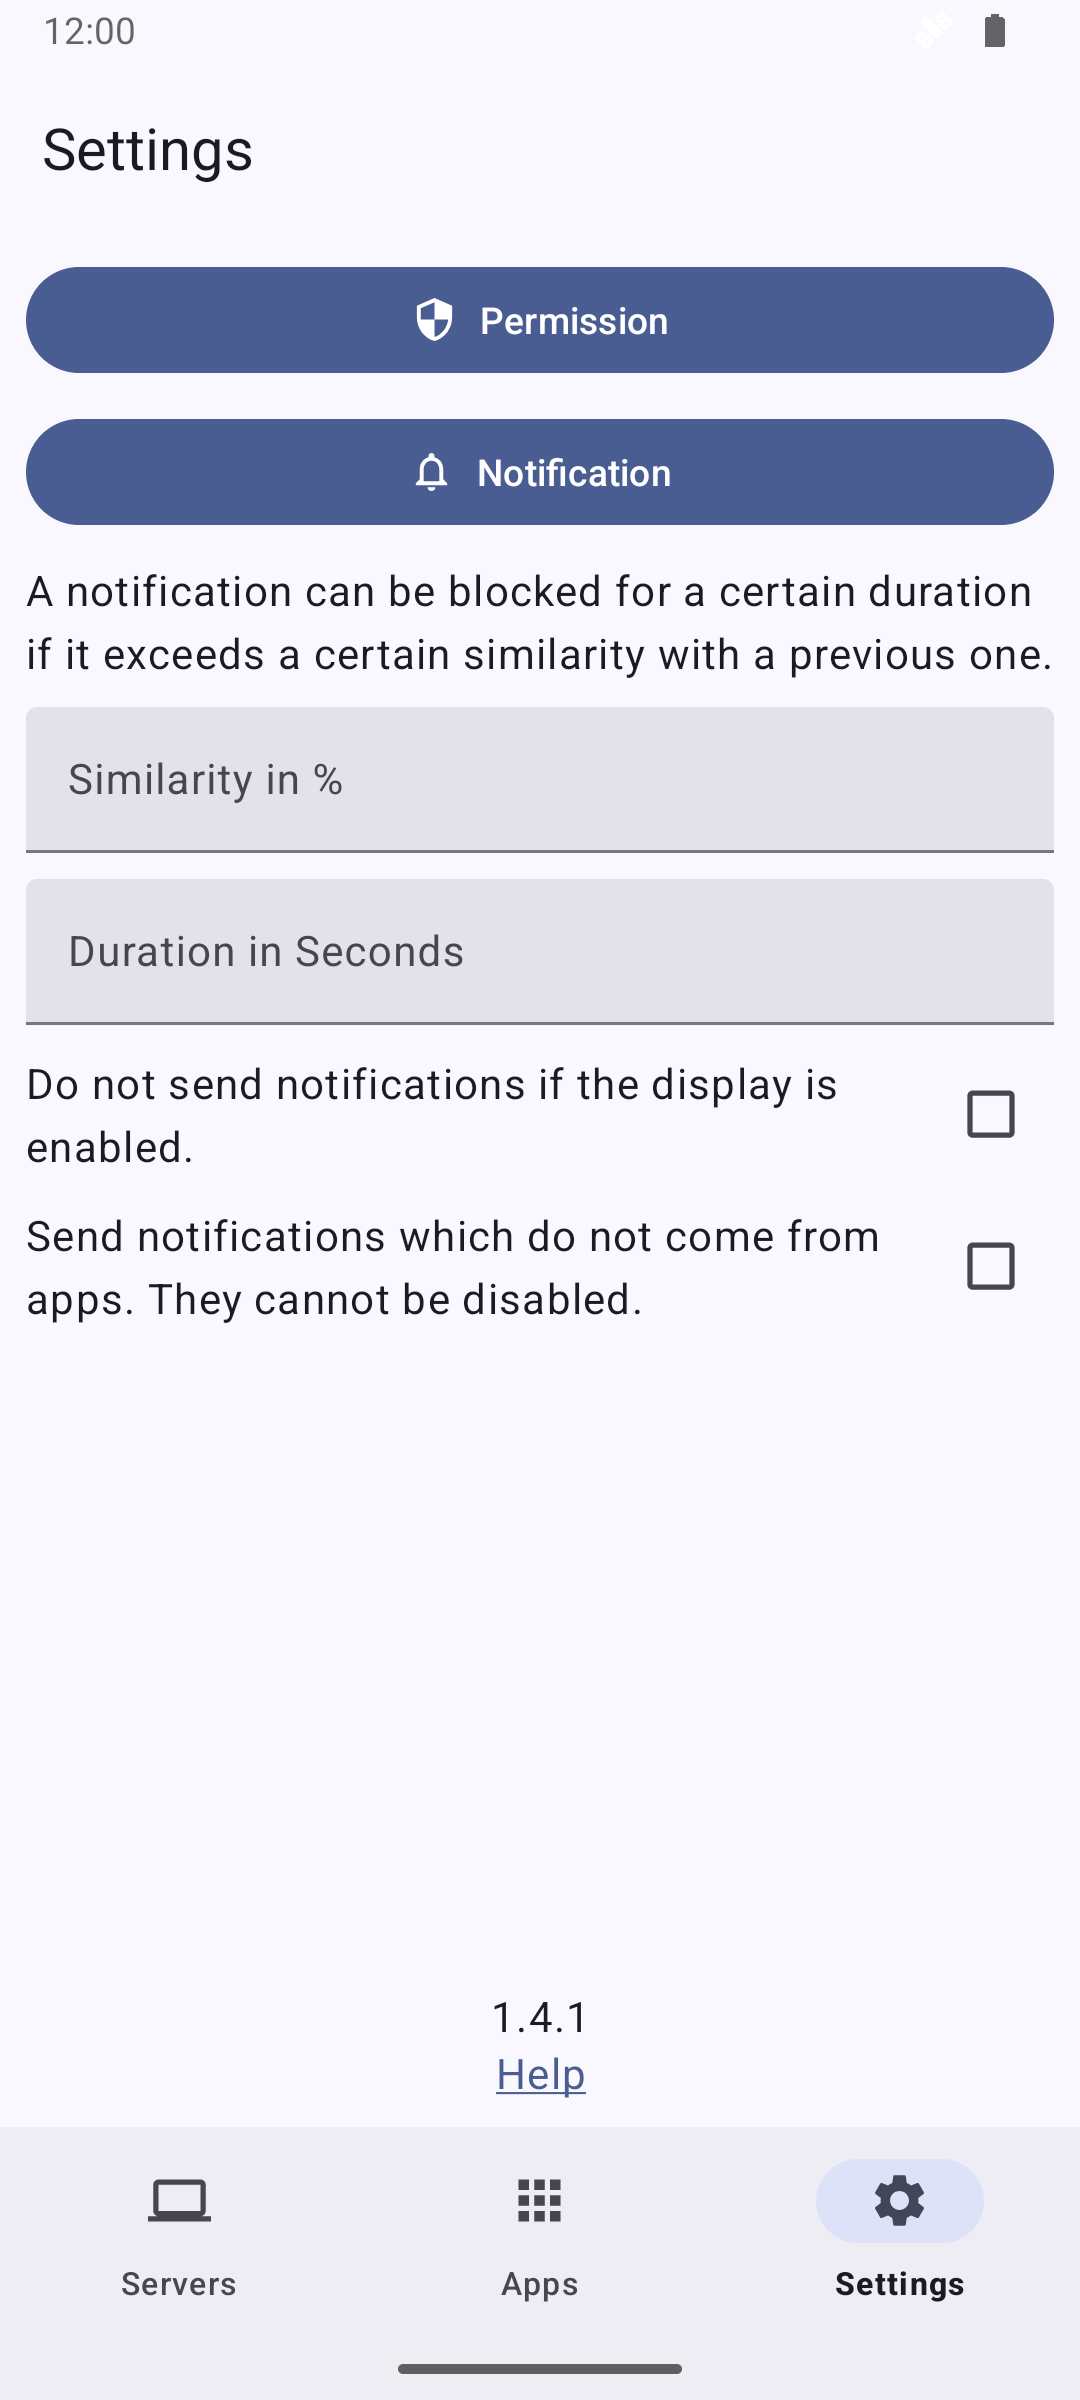 12:00
Settings
Permission
Notification
A notification can be blocked for a certain duration
if it exceeds a certain similarity with a previous one.
Similarity in %
Duration in Seconds
Do not send notifications if the display is
enabled.
Send notifications which do not come from
apps. They cannot be disabled.
1.4.1
Help
Servers
Apps
Settings